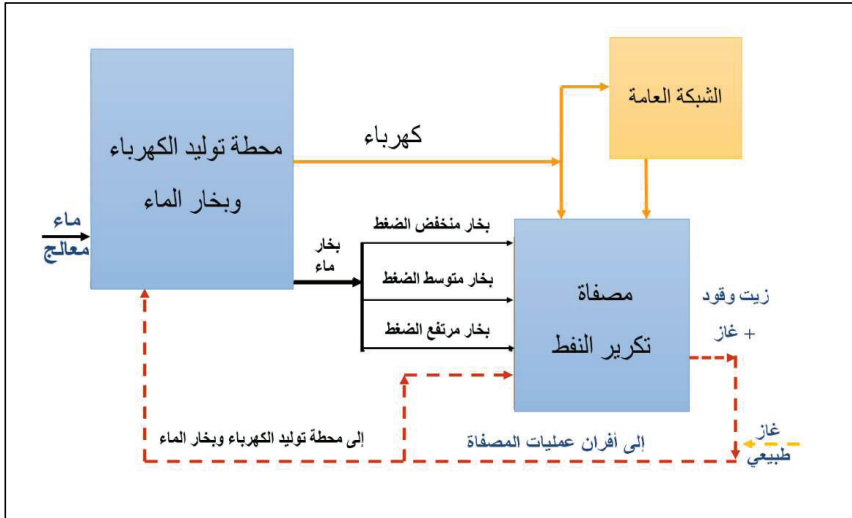 الشبكة العامة
كهرباء
محطة توليد الكهرباء
وبخار الماء
ماء
معالج
بخار
ماء
بخار منخفض الضغط
بخار متوسط الضغط
بخار مرتفع الضغط
مصفاة
تكرير النفط
زيت وقود
+ غاز
غاز
طبيعي
إلى أفران عمليات المصفاة
إلى محطة توليد الكهرباء وبخار الماء